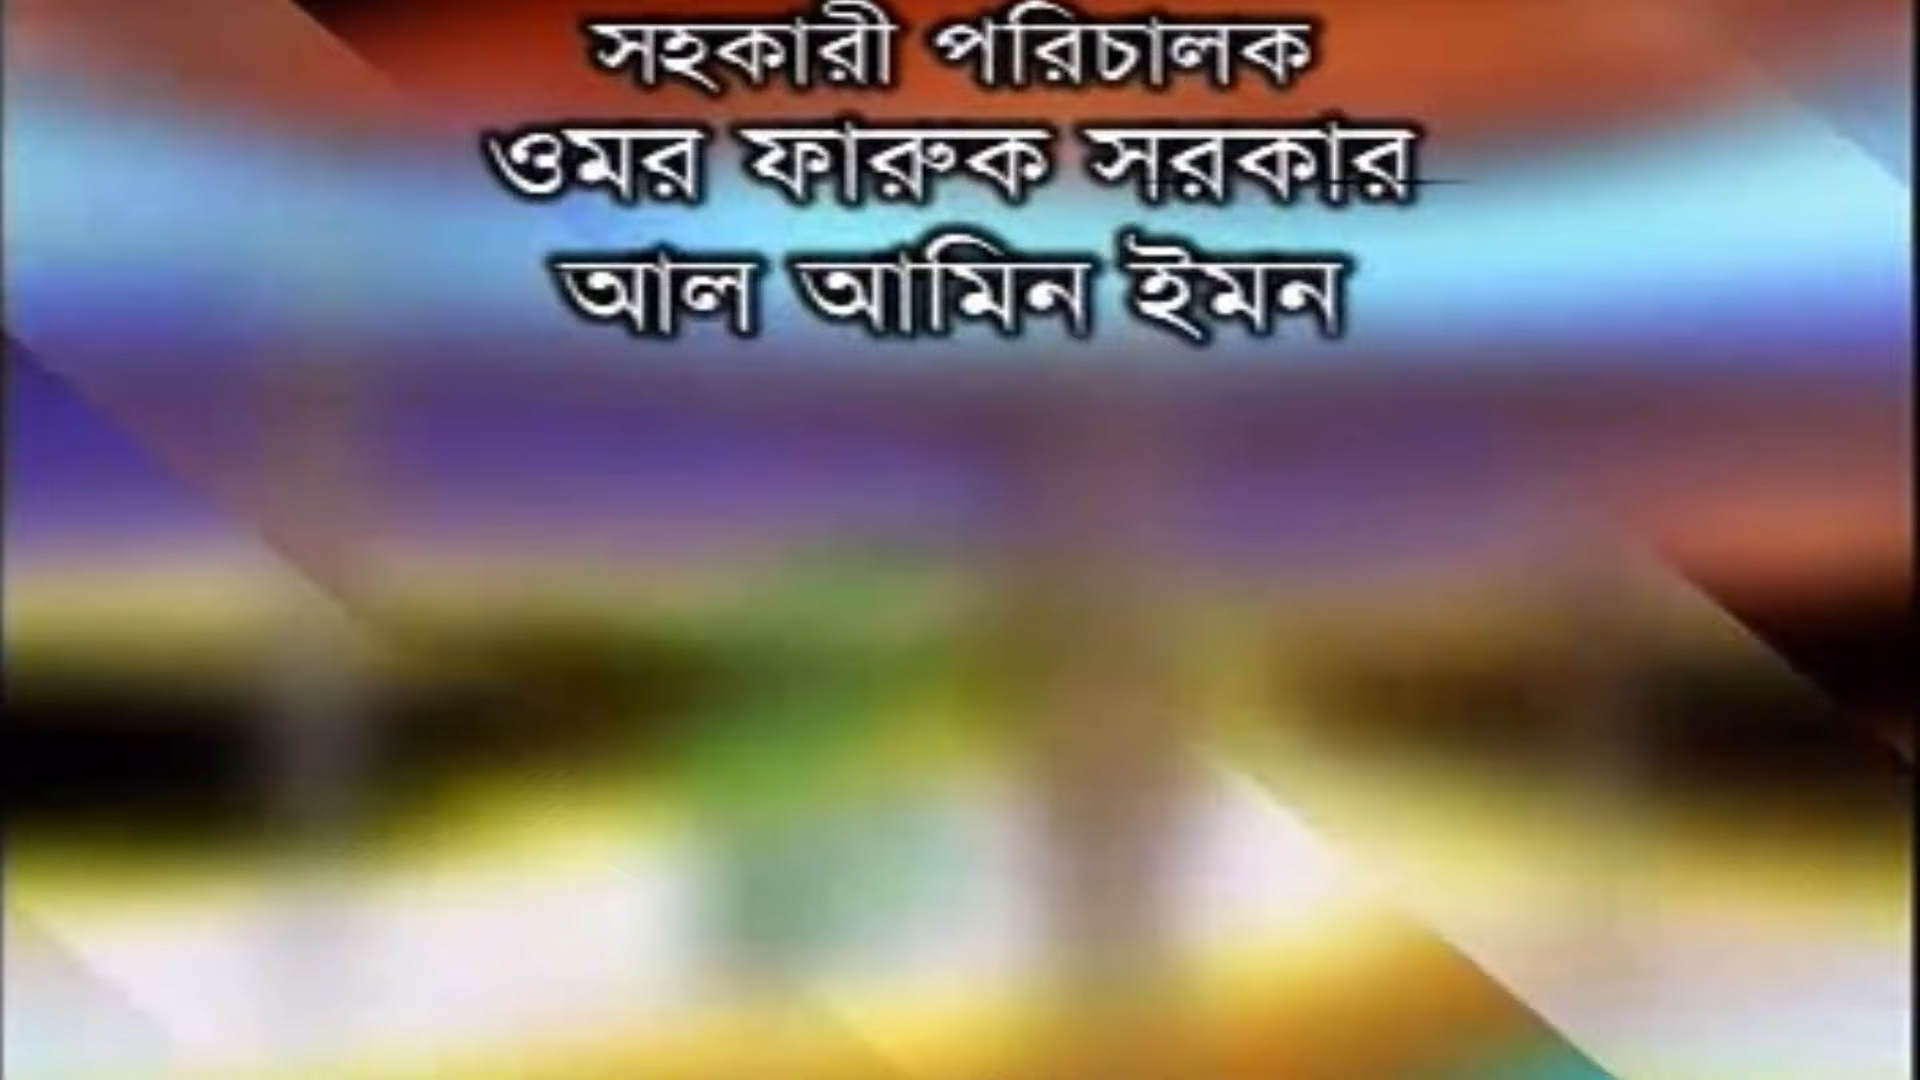 সহকারী পরিচালক
ওমর ফারুক সরকার
আল আমিন ইমন